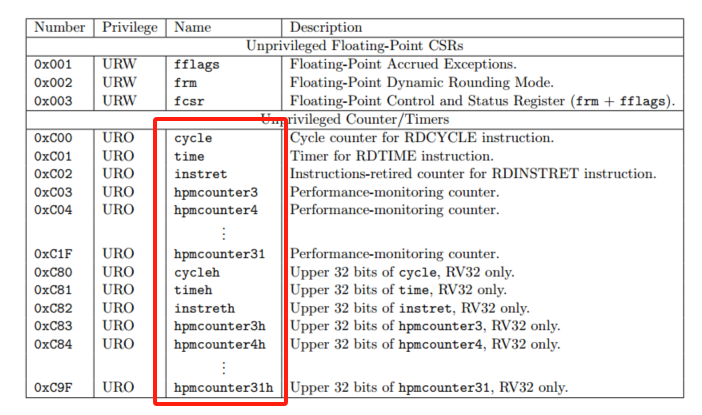 Number Privilege Name Description
Unprivileged Floating-Point CSRs
0x001 URW fflags Floating-Point Accrued Exceptions.
0x002 URW frm Floating-Point Dynamic Rounding Mode.
0x003 URW fcsr Floating-Point Control and Status Register (frm + fflags).
Unprivileged Counter/Timers
0xC00 URO cycle Cycle counter for RDCYCLE instruction.
0xC01 URO time Timer for RDTIME instruction.
0xC02 URO instret Instructions-retired counter for RDINSTRET instruction.
0xC03 URO hpmcounter3 Performance-monitoring counter.
0xC04 URO hpmcounter4 Performance-monitoring counter.
⋮
0xC1F URO hpmcounter31 Performance-monitoring counter.
0xC80 URO cycleh Upper 32 bits of cycle, RV32 only.
0xC81 URO timeh Upper 32 bits of time, RV32 only.
0xC82 URO instreth Upper 32 bits of instret, RV32 only.
0xC83 URO hpmcounter3h Upper 32 bits of hpmcounter3, RV32 only.
0xC84 URO hpmcounter4h Upper 32 bits of hpmcounter4, RV32 only.
⋮
0xC9F URO hpmcounter31h Upper 32 bits of hpmcounter31, RV32 only.